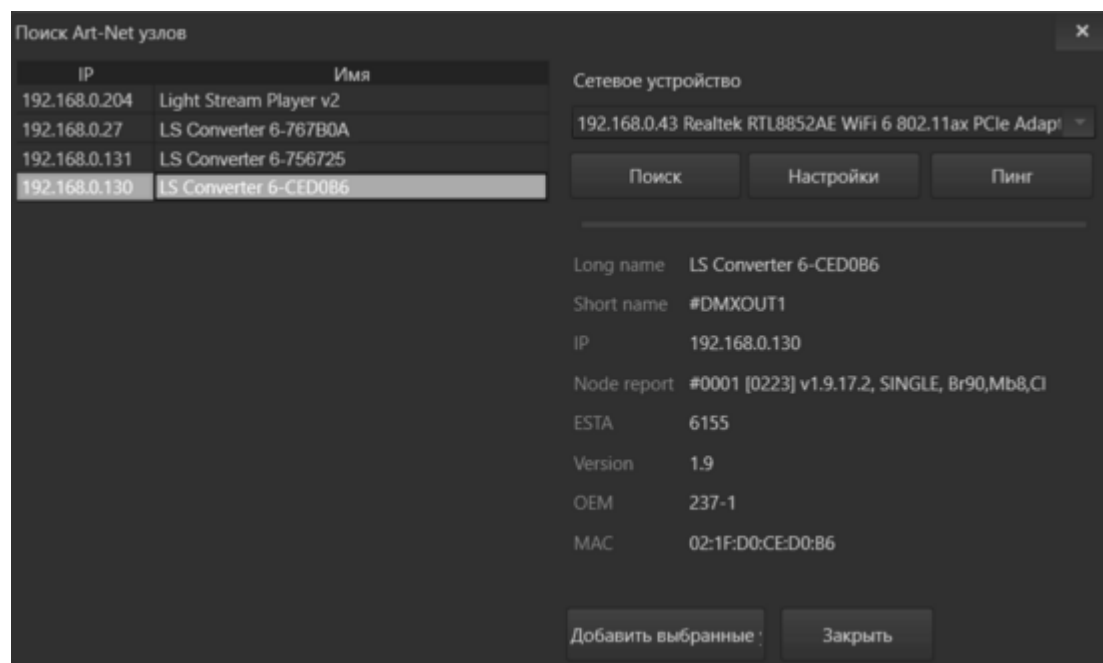 Поиск Art-Net узлов
IP Имя
192.168.0.204 Light Stream Player v2
192.168.0.27 LS Converter 6-767B0A
192.168.0.131 LS Converter 6-756725
192.168.0.130 LS Converter 6-CED0B6
Сетевое устройство
192.168.0.43 Realtek RTL8852AE WiFi 6 802.11ax PCIe Adapt
Поиск Настройки Пинг
Long name LS Converter 6-CED0B6
Short name #DMXOUT1
IP 192.168.0.130
Node report #0001 [0223] v1.9.17.2, SINGLE, Br90,Mb8,Cl
ESTA 6155
Version 1.9
OEM 237-1
MAC 02:1F:D0:CE:D0:B6
Добавить выбранные Закрыть